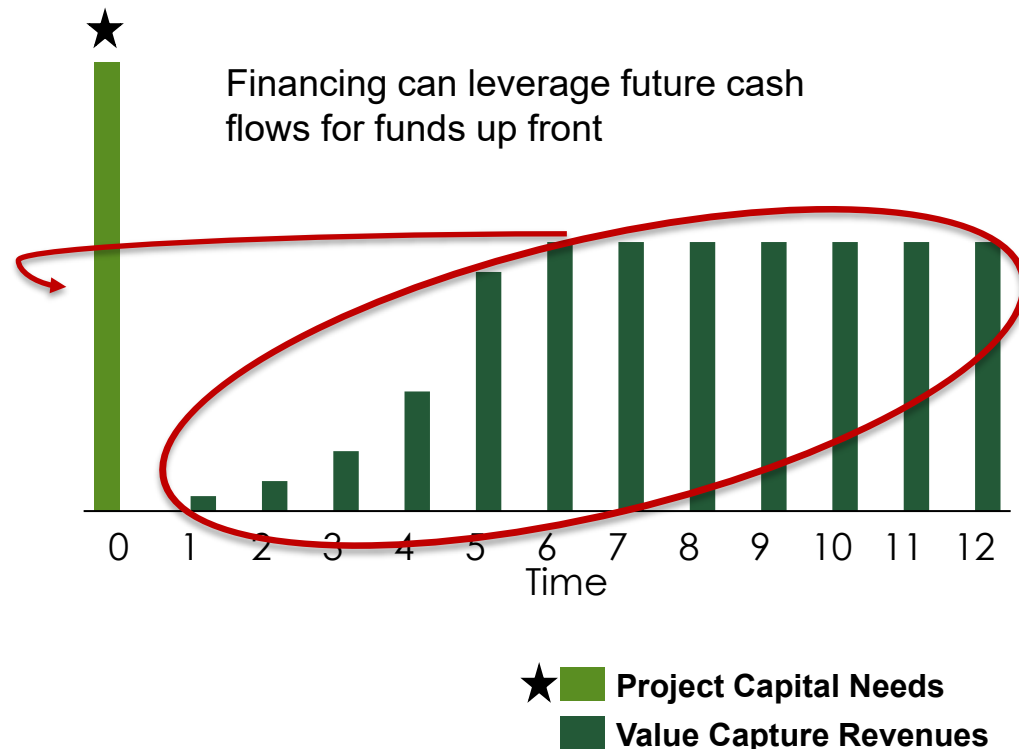 Financing can leverage future cash
flows for funds up front
0 1 2 3 4 5 6 7 8 9 10 11 12
Time
Project Capital Needs
Value Capture Revenues